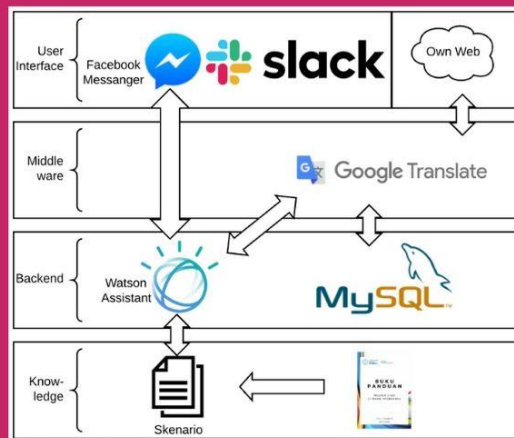 User
Interface
Facebook
Messanger
slack
Own Web
Middle
ware
Google Translate
Backend
Watson
Assistant
MySQL
Know-
ledge
Skenario
BUKU
PANDUAN